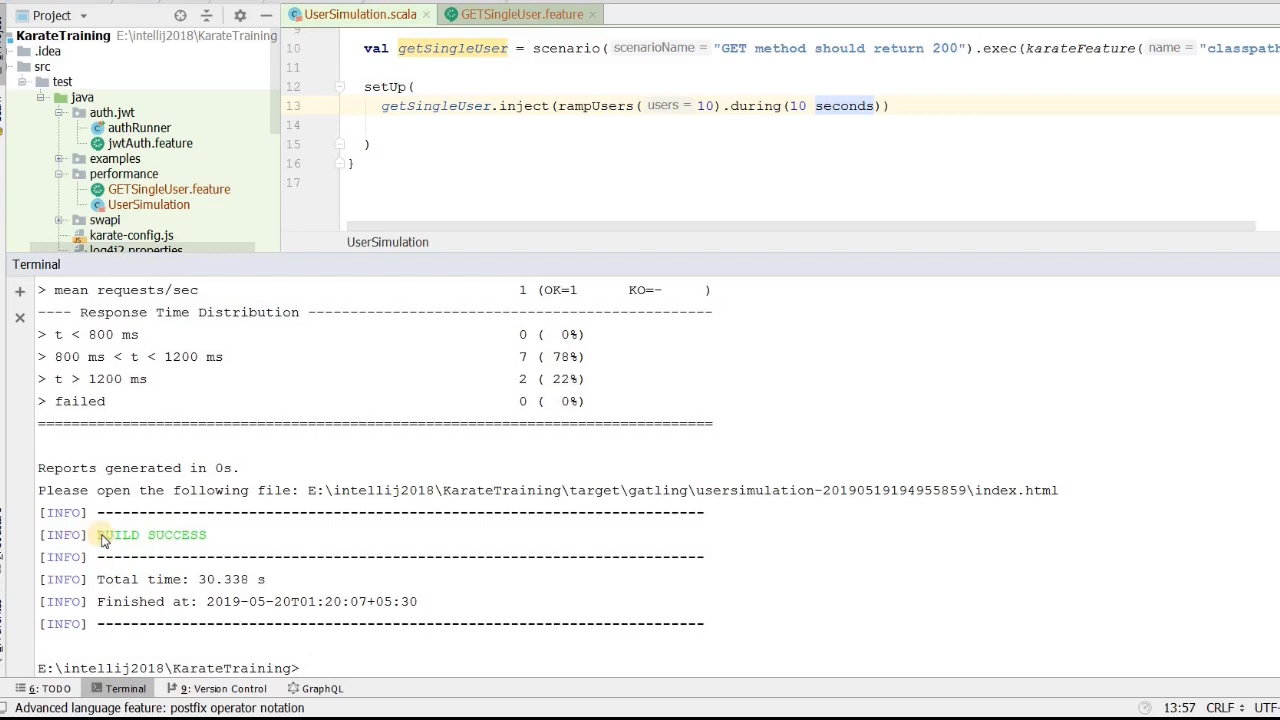 Project
UserSimulation.scala
GETSingleUser.feature
KarateTraining E:\intellij2018\KarateTraining
.idea
src
test
java
auth.jwt
authRunner
jwtAuth.feature
examples
performance
GETSingleUser.feature
UserSimulation
swapi
karate-config.js
log4j2.properties
9
10 val getSingleUser = scenario( scenarioName = "GET method should return 200").exec(karateFeature( name = "classpath
11
12 setUp(
13 getSingleUser.inject(rampUsers( users = 10).during(10 seconds))
14
15 )
16 }
17
UserSimulation
Terminal
> mean requests/sec 1 (OK=1 KO=- )
---- Response Time Distribution ------------------------------------------------
> t < 800 ms 0 ( 0%)
> 800 ms < t < 1200 ms 7 ( 78%)
> t > 1200 ms 2 ( 22%)
> failed 0 ( 0%)
================================================================================
Reports generated in 0s.
Please open the following file: E:\intellij2018\KarateTraining\target\gatling\usersimulation-20190519194955859\index.html
[INFO] ------------------------------------------------------------------------
[INFO] BUILD SUCCESS
[INFO] ------------------------------------------------------------------------
[INFO] Total time: 30.338 s
[INFO] Finished at: 2019-05-20T01:20:07+05:30
[INFO] ------------------------------------------------------------------------
E:\intellij2018\KarateTraining>
6: TODO
Terminal
9: Version Control
GraphQL
Advanced language feature: postfix operator notation
13:57 CRLF UTF-